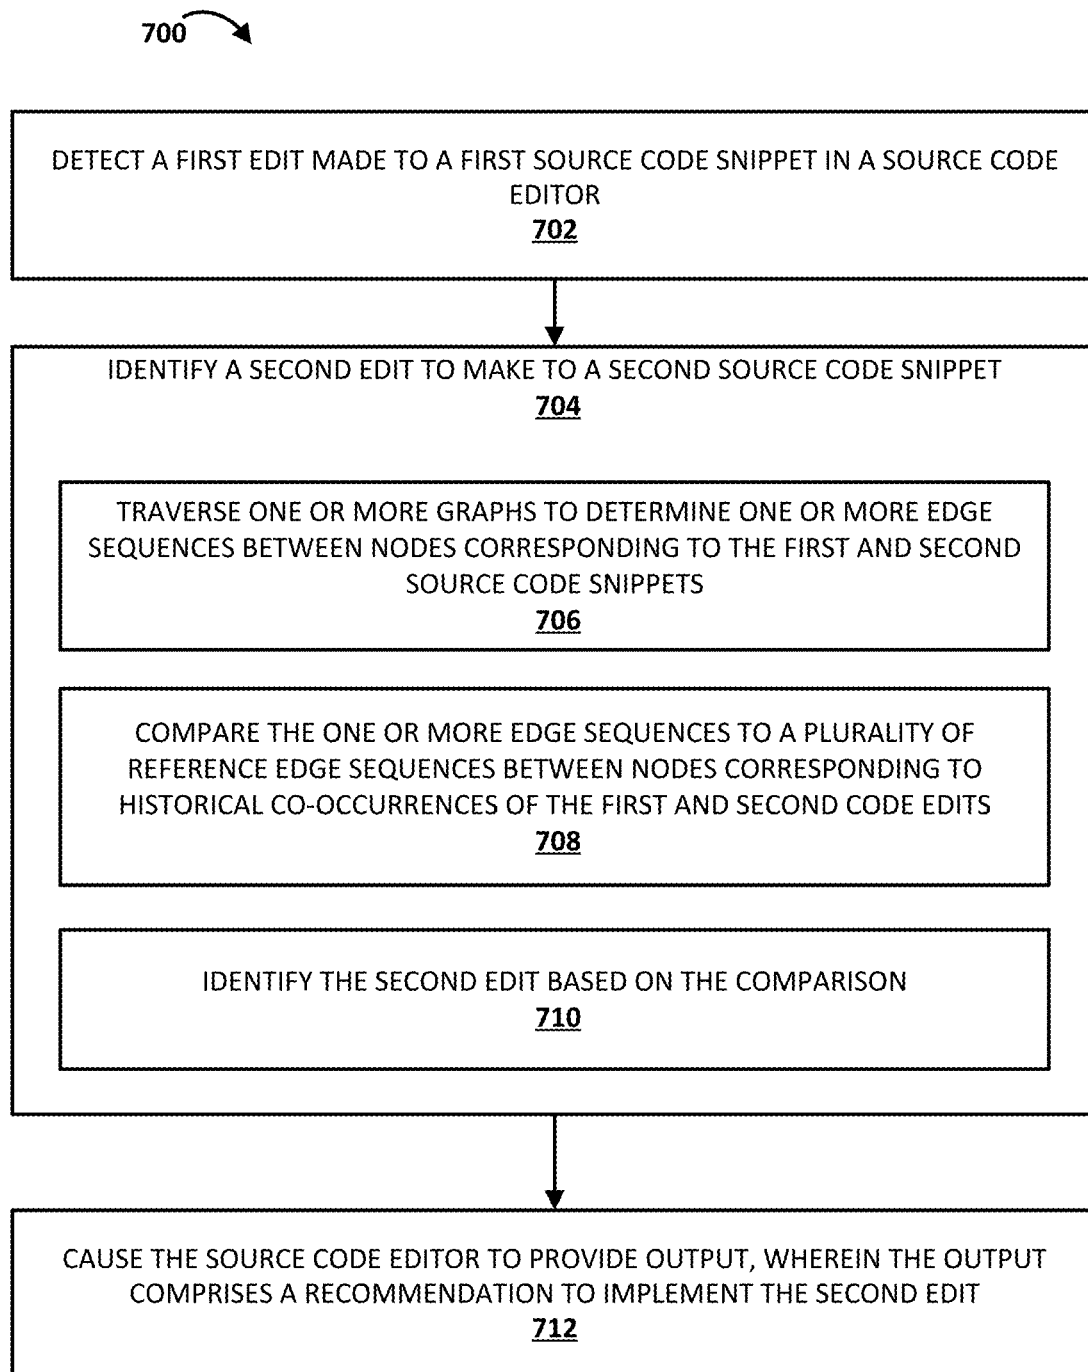 700
DETECT A FIRST EDIT MADE TO A FIRST SOURCE CODE SNIPPET IN A SOURCE CODE
EDITOR
702
IDENTIFY A SECOND EDIT TO MAKE TO A SECOND SOURCE CODE SNIPPET
704
TRAVERSE ONE OR MORE GRAPHS TO DETERMINE ONE OR MORE EDGE
SEQUENCES BETWEEN NODES CORRESPONDING TO THE FIRST AND SECOND
SOURCE CODE SNIPPETS
706
COMPARE THE ONE OR MORE EDGE SEQUENCES TO A PLURALITY OF
REFERENCE EDGE SEQUENCES BETWEEN NODES CORRESPONDING TO
HISTORICAL CO-OCCURRENCES OF THE FIRST AND SECOND CODE EDITS
708
IDENTIFY THE SECOND EDIT BASED ON THE COMPARISON
710
CAUSE THE SOURCE CODE EDITOR TO PROVIDE OUTPUT, WHEREIN THE OUTPUT
COMPRISES A RECOMMENDATION TO IMPLEMENT THE SECOND EDIT
712